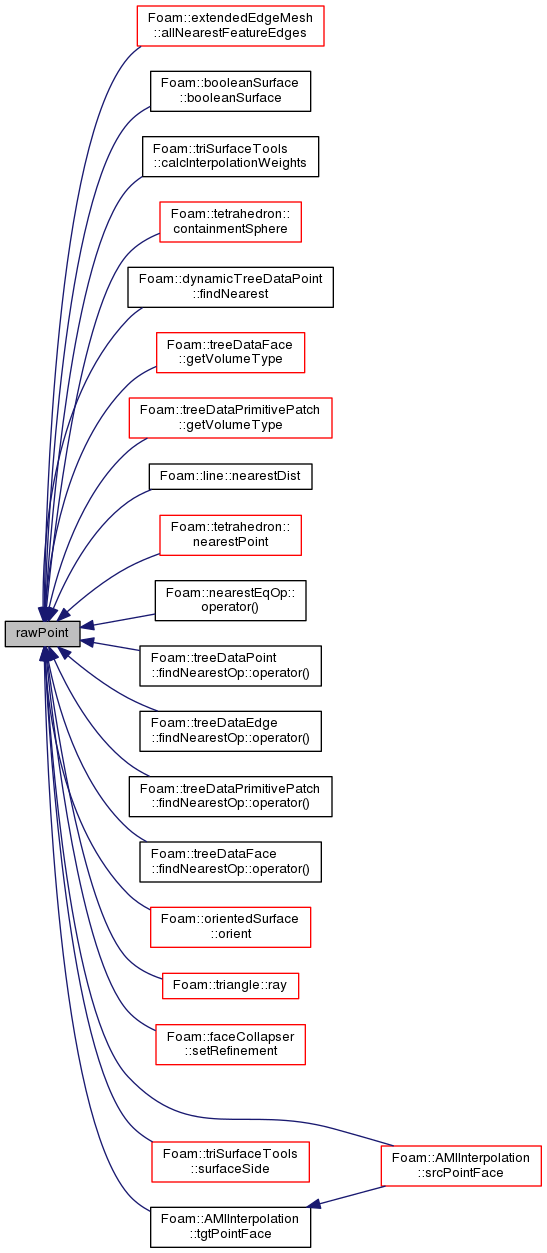 Foam::extendedEdgeMesh
::allNearestFeatureEdges
Foam::booleanSurface
::booleanSurface
Foam::triSurfaceTools
::calcInterpolationWeights
Foam::tetrahedron::
containmentSphere
Foam::dynamicTreeDataPoint
::findNearest
Foam::treeDataFace
::getVolumeType
Foam::treeDataPrimitivePatch
::getVolumeType
Foam::line::nearestDist
Foam::tetrahedron::
nearestPoint
Foam::nearestEqOp::
operator()
rawPoint
Foam::treeDataPoint
::findNearestOp::operator()
Foam::treeDataEdge
::findNearestOp::operator()
Foam::treeDataPrimitivePatch
::findNearestOp::operator()
Foam::treeDataFace
::findNearestOp::operator()
Foam::orientedSurface
::orient
Foam::triangle::ray
Foam::faceCollapser
::setRefinement
Foam::triSurfaceTools
::surfaceSide
Foam::AMIInterpolation
::srcPointFace
Foam::AMIInterpolation
::tgtPointFace